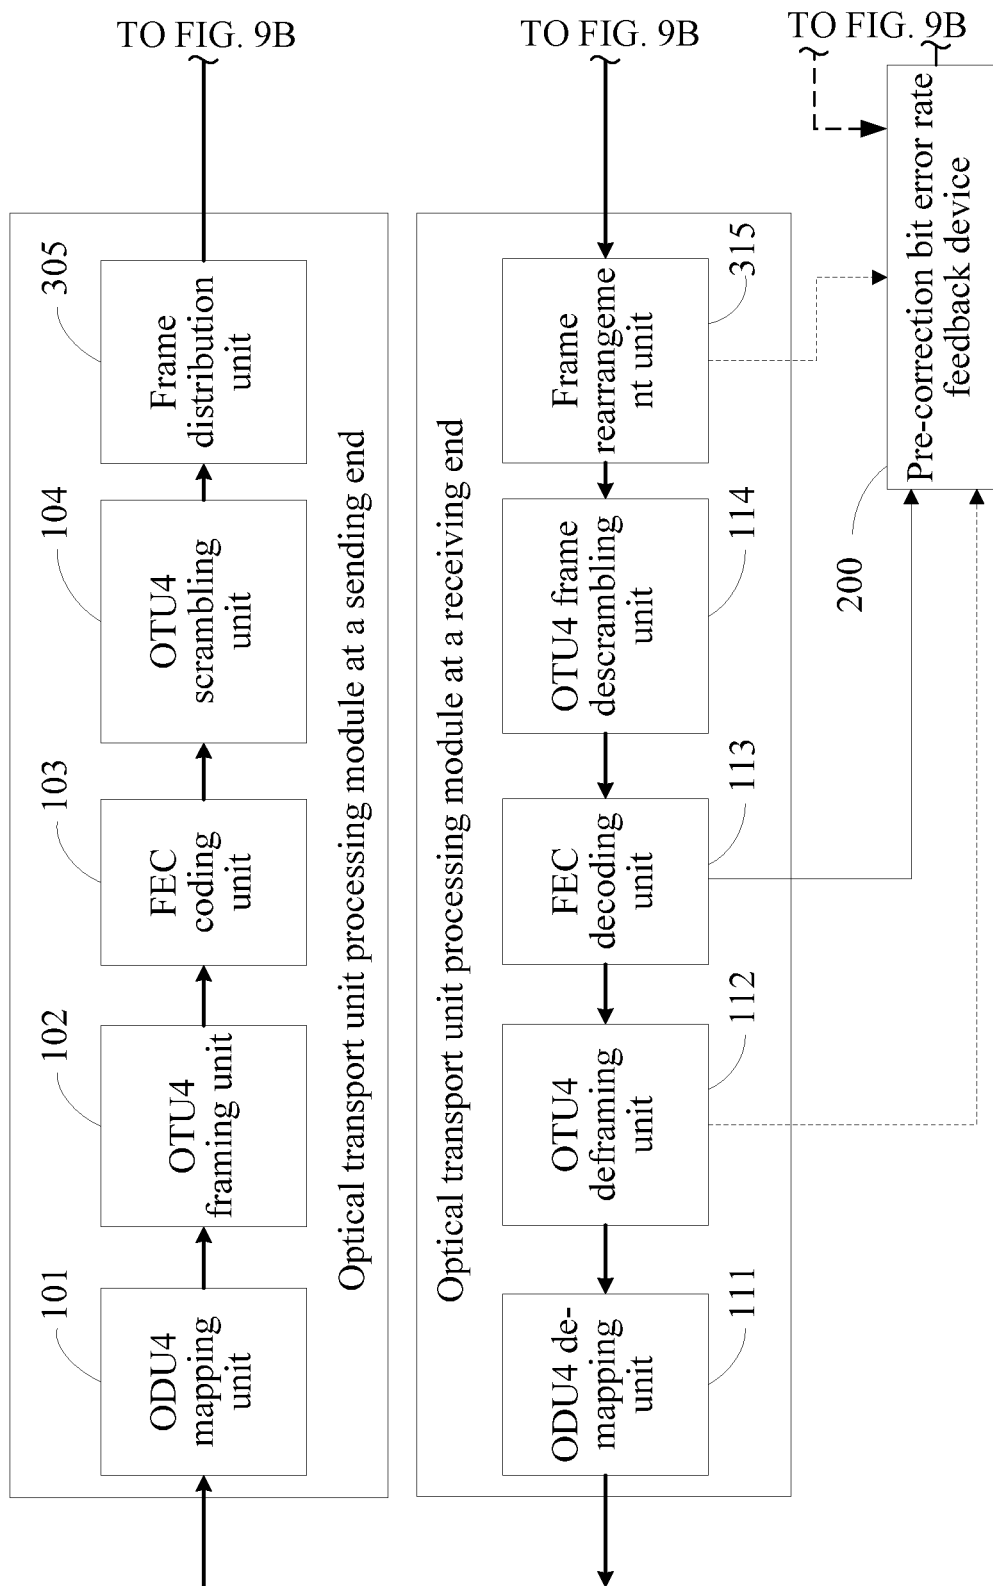 TO FIG. 9B
305
Frame
distribution
unit
104
OTU4
scrambling
unit
103
FEC
coding
unit
102
OTU4
framing unit
101
ODU4
mapping
unit
Optical transport unit processing module at a sending end
TO FIG. 9B
Optical transport unit processing module at a receiving end
Frame
rearrangeme
nt unit
315
OTU4 frame
descrambling
unit
114
FEC
decoding
unit
113
OTU4
deframing
unit
112
ODU4 de-
mapping
unit
111
TO FIG. 9B
Pre-correction bit error rate
feedback device
200